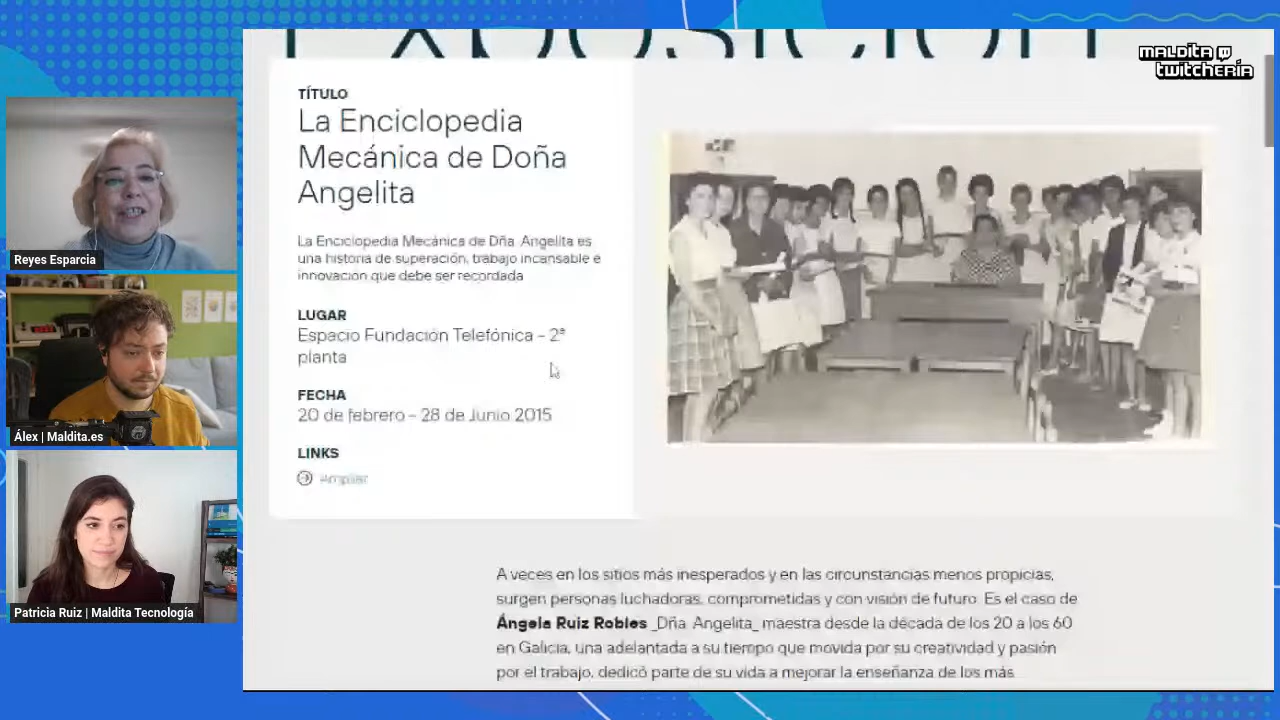 EXPOSICIÓN
MALDITA
TWITCHERÍA
TÍTULO
La Enciclopedia
Mecánica de Doña
Angelita
La Enciclopedia Mecánica de Dña. Angelita es
una historia de superación, trabajo incansable e
innovación que debe ser recordada
LUGAR
Espacio Fundación Telefónica – 2ª
planta
FECHA
20 de febrero – 28 de Junio 2015
LINKS
Ampliar
A veces en los sitios más inesperados y en las circunstancias menos propicias,
surgen personas luchadoras, comprometidas y con visión de futuro. Es el caso de
Ángela Ruiz Robles _Dña. Angelita_ maestra desde la década de los 20 a los 60
en Galicia, una adelantada a su tiempo que movida por su creatividad y pasión
por el trabajo, dedicó parte de su vida a mejorar la enseñanza de los más
Reyes Esparcia
Álex | Maldita.es
Patricia Ruiz | Maldita Tecnología